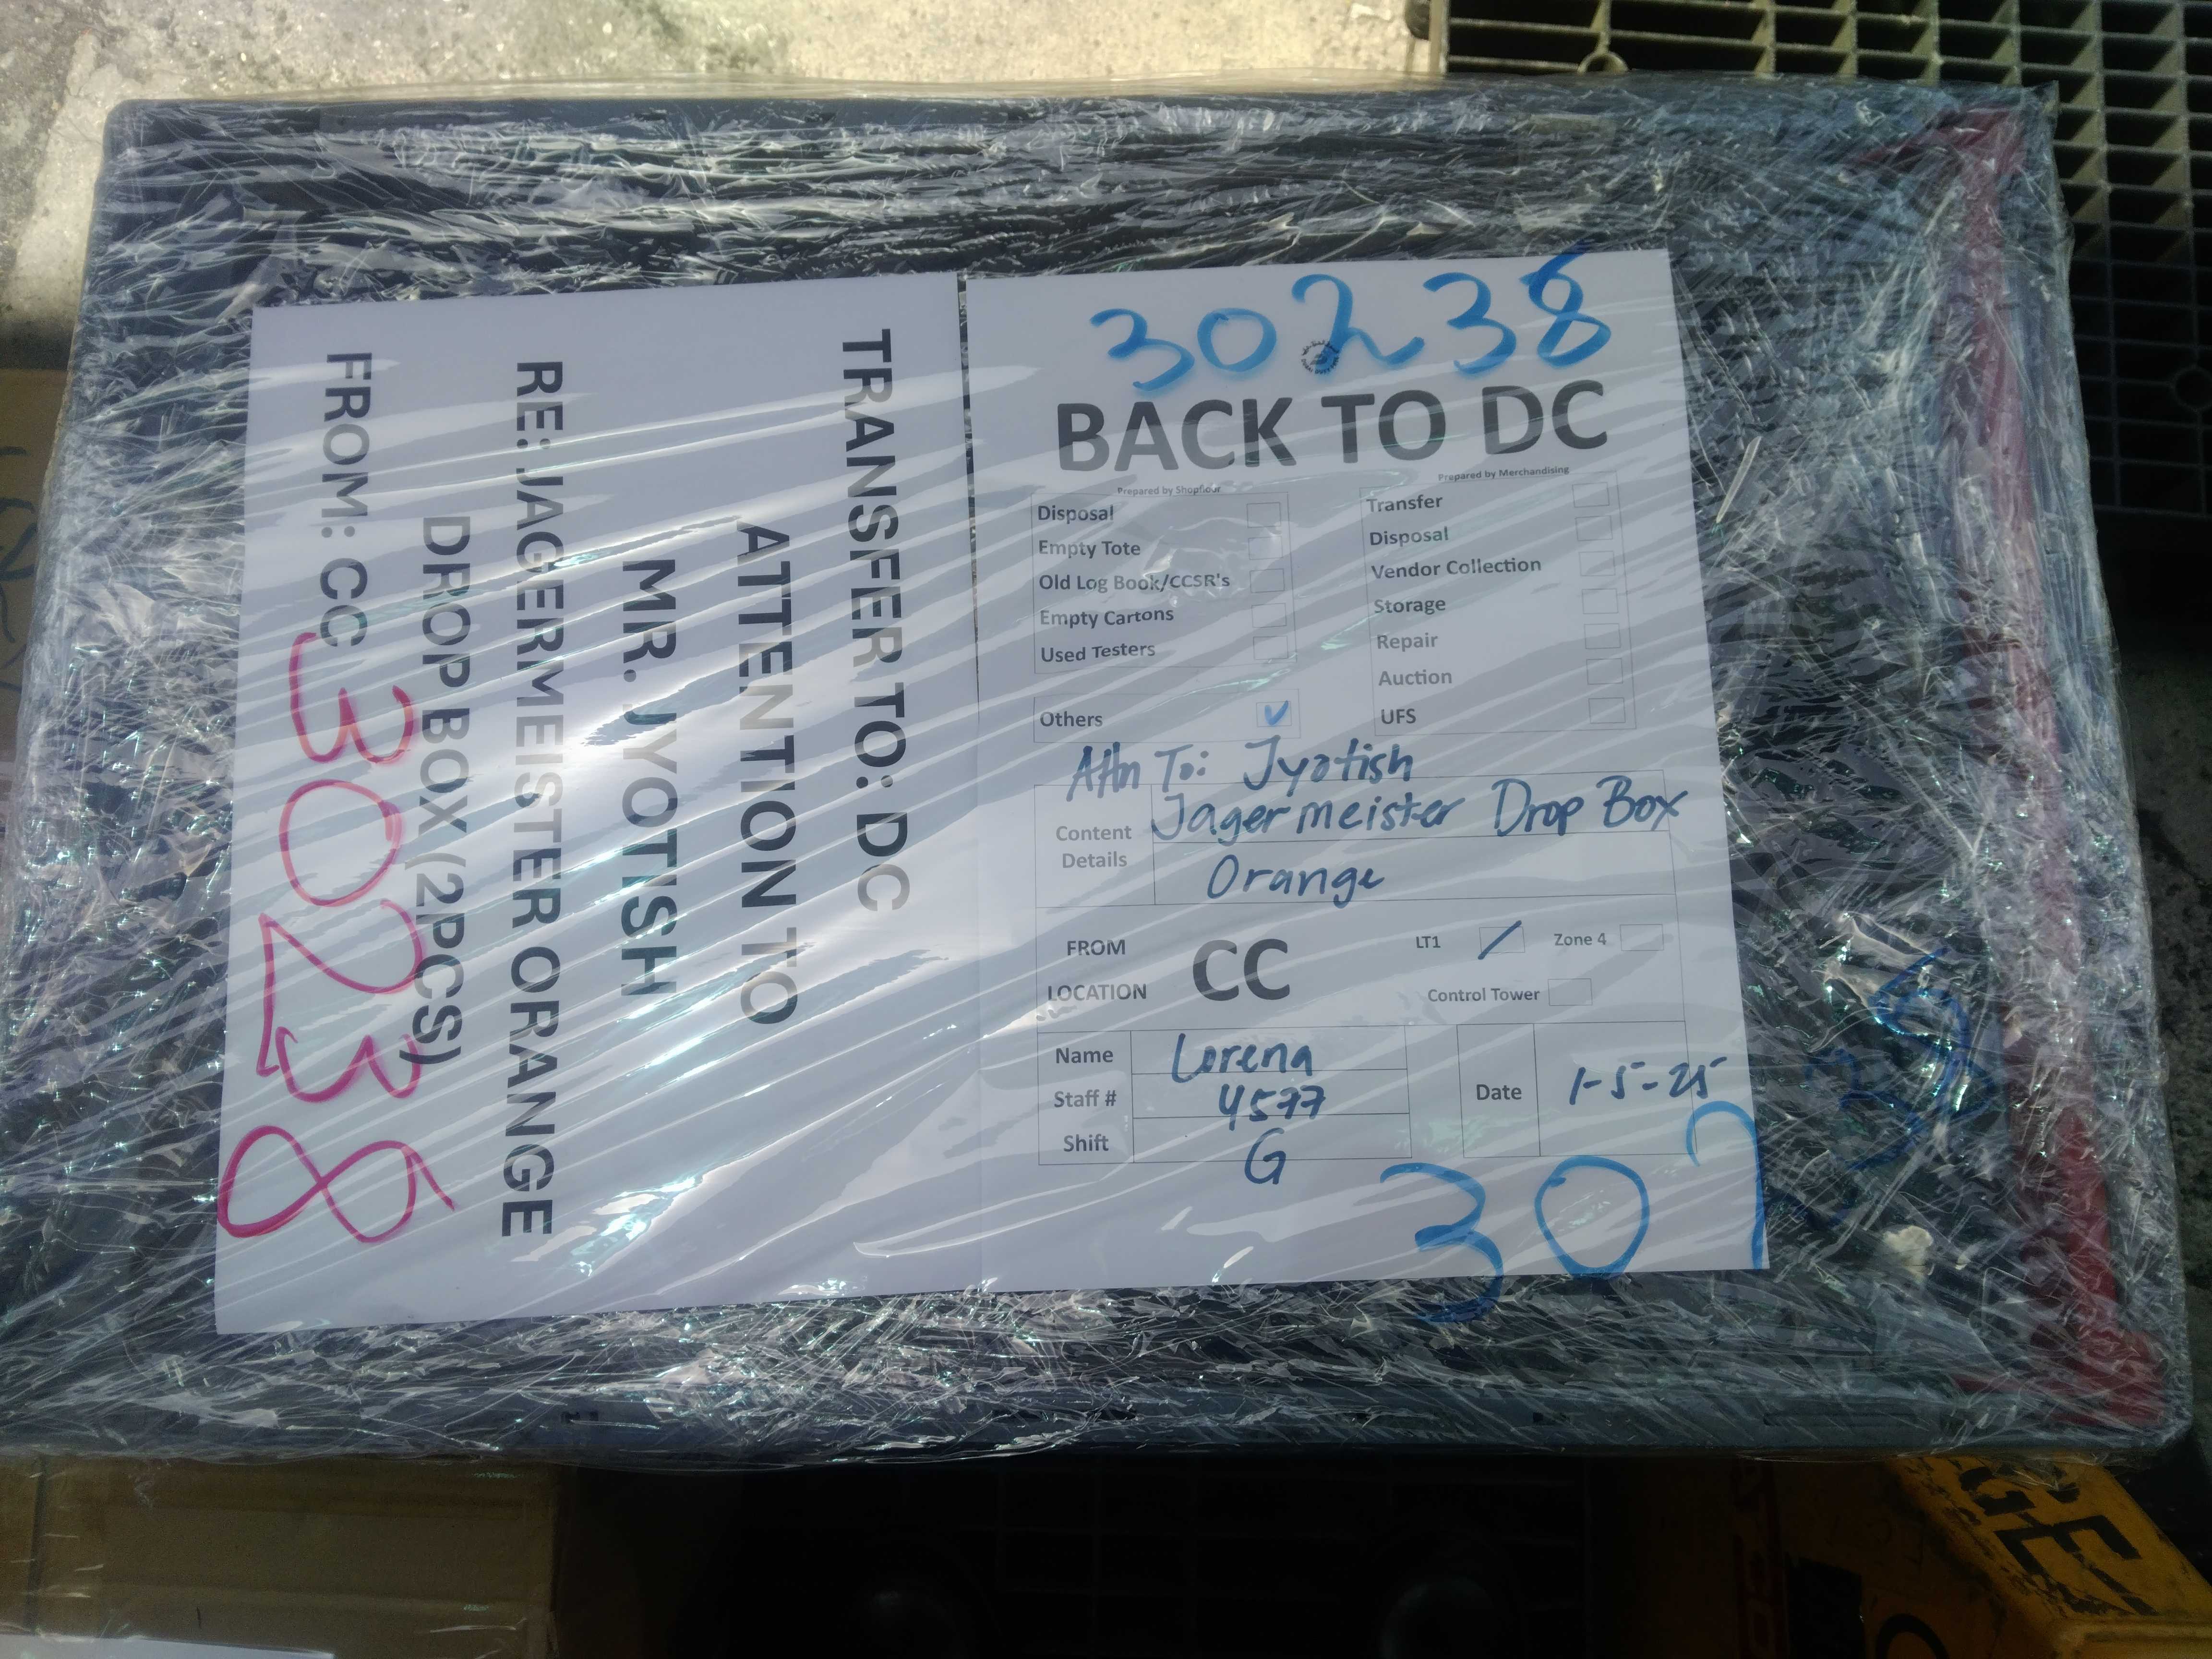 TRANSFER TO: DC
ATTENTION TO
MR. JYOTISH
RE: JAGERMEISTER ORANGE
DROP BOX (2PCS)
FROM: CC 30238
30238
BACK TO DC
Prepared by Shopflour
Disposal
Empty Tote
Old Log Book/CCSR's
Empty Cartons
Used Testers
Others ✓
Prepared by Merchandising
Transfer
Disposal
Vendor Collection
Storage
Repair
Auction
UFS
Attn To: Jyotish
Content Details Jagermeister Drop Box
Orange
FROM LOCATION CC
LT1 / Zone 4
Control Tower
Name Lorena
Staff # 4577
Shift G
Date 1-5-25
302
GE